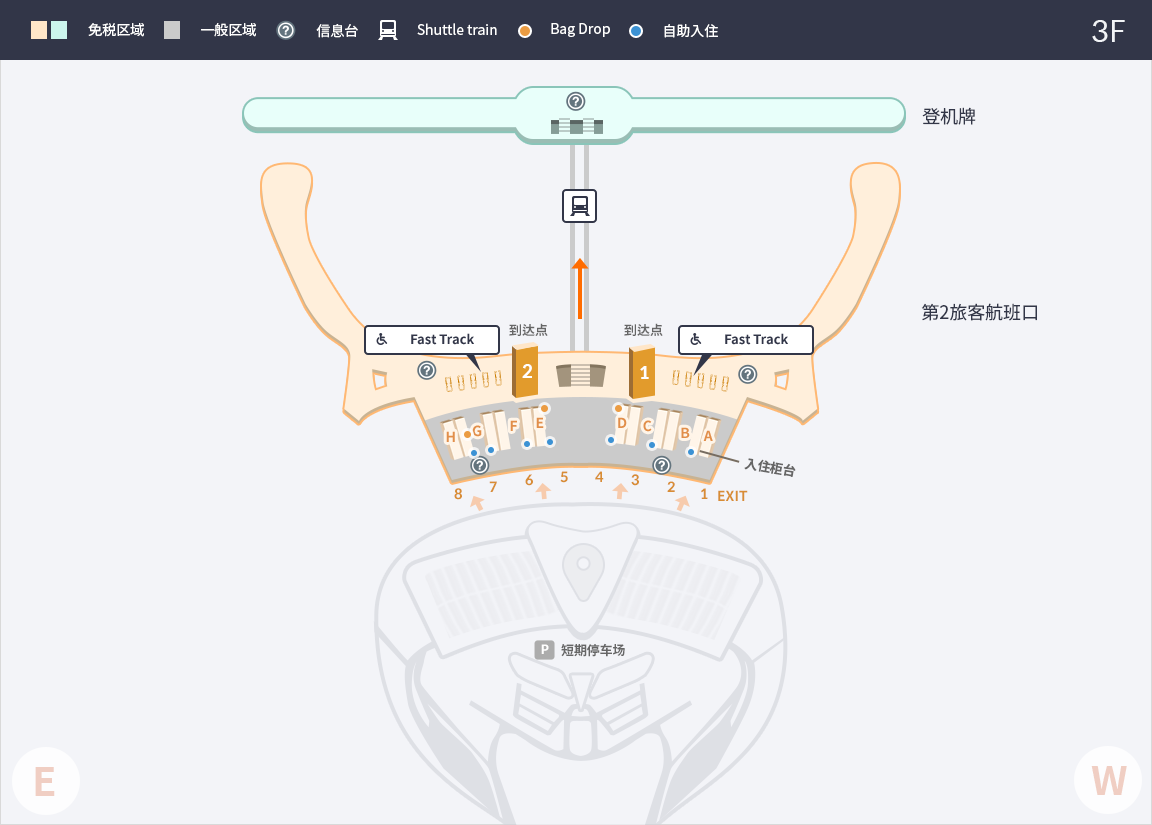 免税区域 一般区域 ? 信息台 Shuttle train Bag Drop 自助入住 3F
?
登机牌
第2旅客航班口
到达点 到达点
Fast Track Fast Track
? 2 1 ?
H G F E D C B A
? ?
入住柜台
8 7 6 5 4 3 2 1 EXIT
P 短期停车场
E W